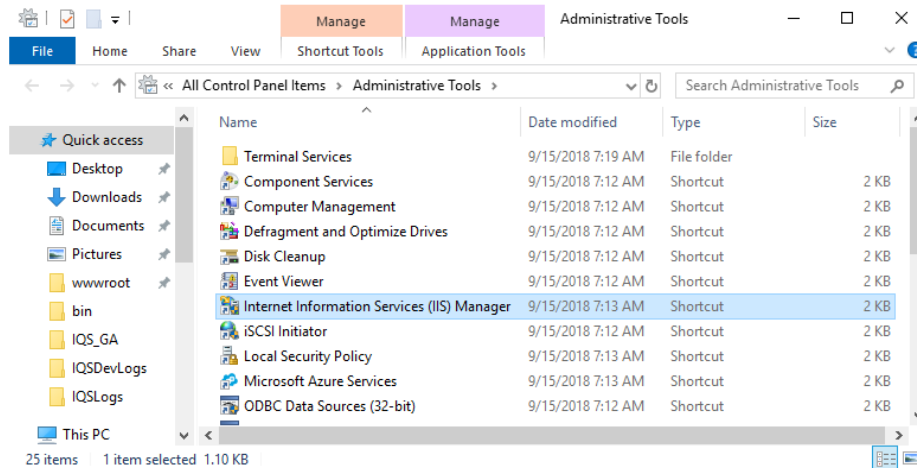 Manage Manage Administrative Tools
File Home Share View Shortcut Tools Application Tools
« All Control Panel Items > Administrative Tools > Search Administrative Tools
Name Date modified Type Size
Quick access
Desktop
Downloads
Documents
Pictures
wwwroot
bin
IQS_GA
IQSDevLogs
IQSLogs
This PC
Terminal Services 9/15/2018 7:19 AM File folder
Component Services 9/15/2018 7:12 AM Shortcut 2 KB
Computer Management 9/15/2018 7:12 AM Shortcut 2 KB
Defragment and Optimize Drives 9/15/2018 7:12 AM Shortcut 2 KB
Disk Cleanup 9/15/2018 7:12 AM Shortcut 2 KB
Event Viewer 9/15/2018 7:12 AM Shortcut 2 KB
Internet Information Services (IIS) Manager 9/15/2018 7:13 AM Shortcut 2 KB
iSCSI Initiator 9/15/2018 7:12 AM Shortcut 2 KB
Local Security Policy 9/15/2018 7:13 AM Shortcut 2 KB
Microsoft Azure Services 9/15/2018 7:13 AM Shortcut 2 KB
ODBC Data Sources (32-bit) 9/15/2018 7:12 AM Shortcut 2 KB
25 items 1 item selected 1.10 KB